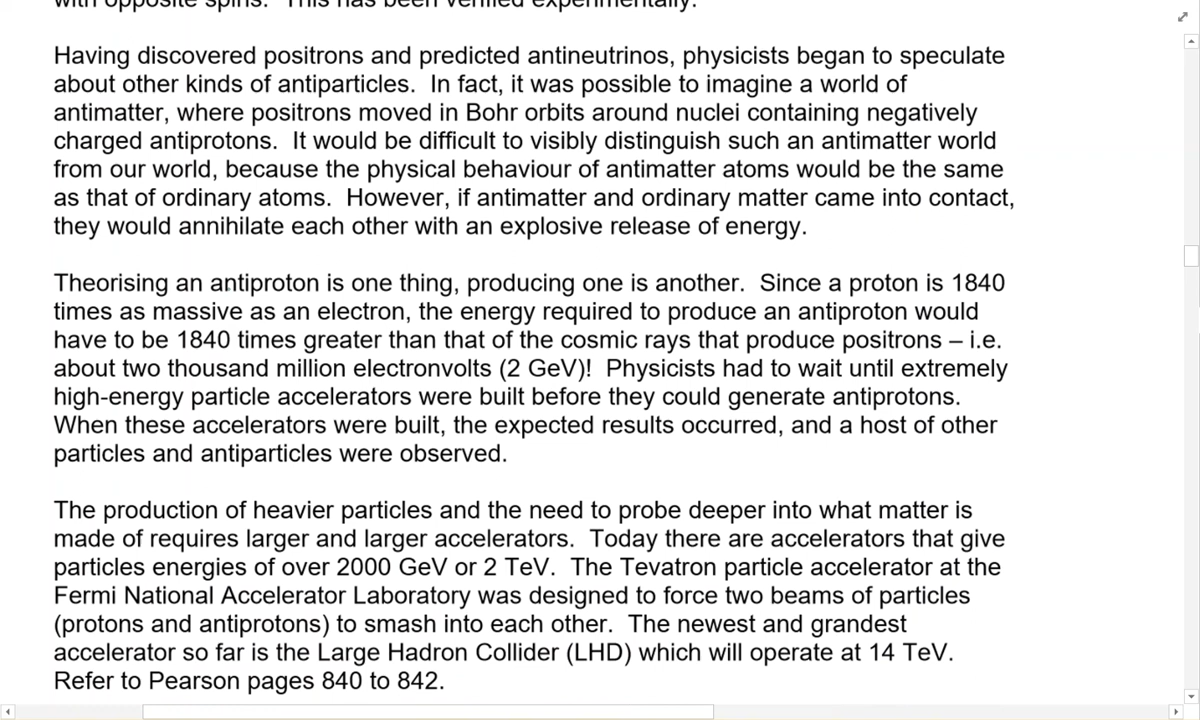 with opposite spins.  This has been verified experimentally.
Having discovered positrons and predicted antineutrinos, physicists began to speculate
about other kinds of antiparticles.  In fact, it was possible to imagine a world of
antimatter, where positrons moved in Bohr orbits around nuclei containing negatively
charged antiprotons.  It would be difficult to visibly distinguish such an antimatter world
from our world, because the physical behaviour of antimatter atoms would be the same
as that of ordinary atoms.  However, if antimatter and ordinary matter came into contact,
they would annihilate each other with an explosive release of energy.
Theorising an antiproton is one thing, producing one is another.  Since a proton is 1840
times as massive as an electron, the energy required to produce an antiproton would
have to be 1840 times greater than that of the cosmic rays that produce positrons – i.e.
about two thousand million electronvolts (2 GeV)!  Physicists had to wait until extremely
high-energy particle accelerators were built before they could generate antiprotons.
When these accelerators were built, the expected results occurred, and a host of other
particles and antiparticles were observed.
The production of heavier particles and the need to probe deeper into what matter is
made of requires larger and larger accelerators.  Today there are accelerators that give
particles energies of over 2000 GeV or 2 TeV.  The Tevatron particle accelerator at the
Fermi National Accelerator Laboratory was designed to force two beams of particles
(protons and antiprotons) to smash into each other.  The newest and grandest
accelerator so far is the Large Hadron Collider (LHD) which will operate at 14 TeV.
Refer to Pearson pages 840 to 842.